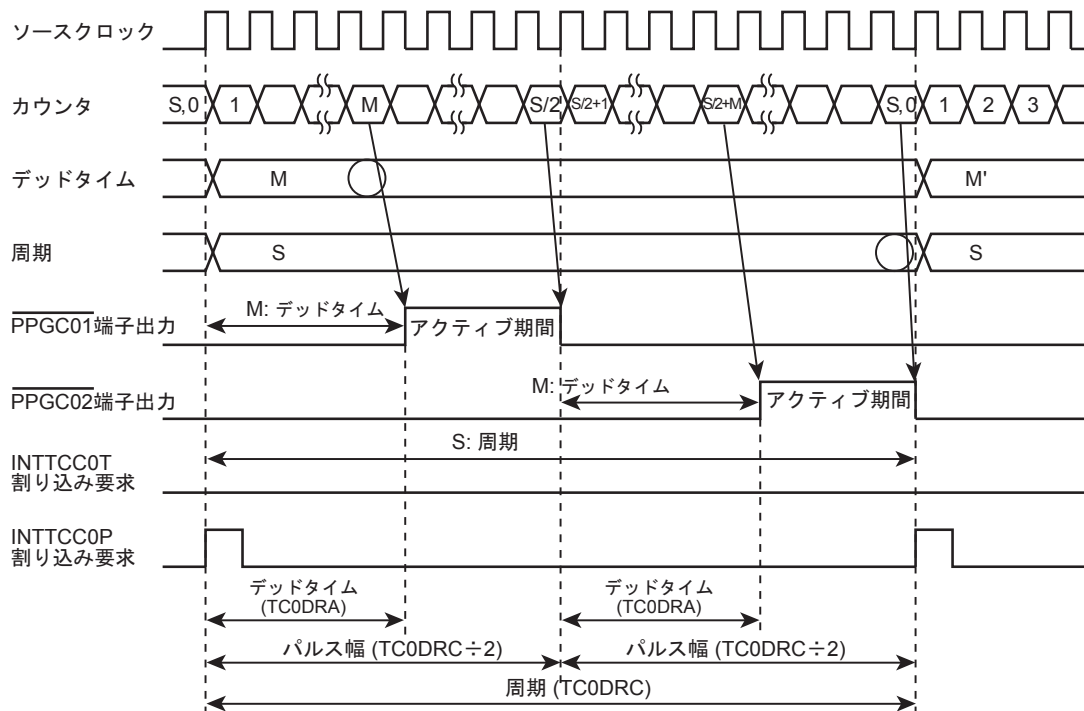 ソースクロック
カウンタ
S,0 1 M S/2 S/2+1 S/2+M S,0 1 2 3
デッドタイム
M M'
周期
S S
M: デッドタイム
PPGC01端子出力
アクティブ期間
M: デッドタイム
PPGC02端子出力
アクティブ期間
S: 周期
INTTCC0T
割り込み要求
INTTCC0P
割り込み要求
デッドタイム
(TC0DRA)
デッドタイム
(TC0DRA)
パルス幅 (TC0DRC÷2) パルス幅 (TC0DRC÷2)
周期 (TC0DRC)